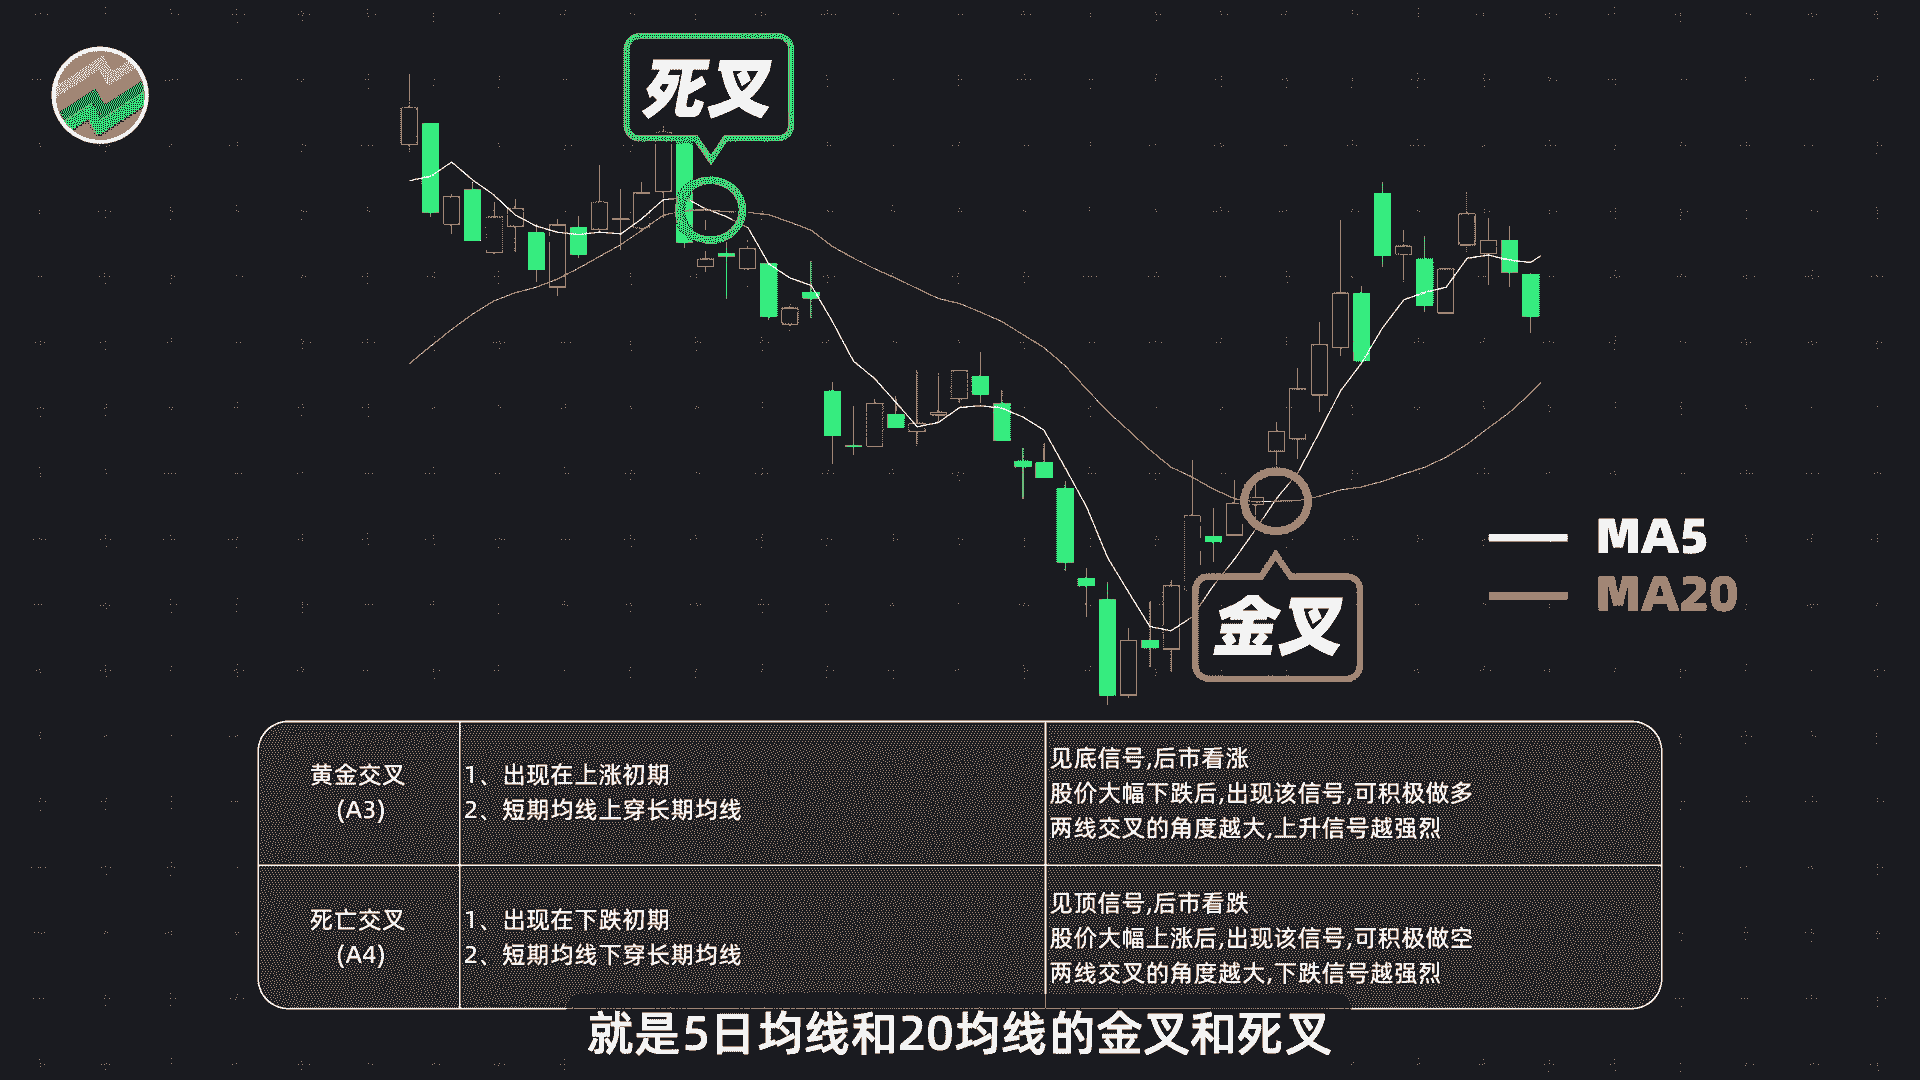 死叉
MA5
MA20
金叉
黄金交叉
(A3)
1、出现在上涨初期
2、短期均线上穿长期均线
见底信号,后市看涨
股价大幅下跌后,出现该信号,可积极做多
两线交叉的角度越大,上升信号越强烈
死亡交叉
(A4)
1、出现在下跌初期
2、短期均线下穿长期均线
见顶信号,后市看跌
股价大幅上涨后,出现该信号,可积极做空
两线交叉的角度越大,下跌信号越强烈
就是5日均线和20均线的金叉和死叉